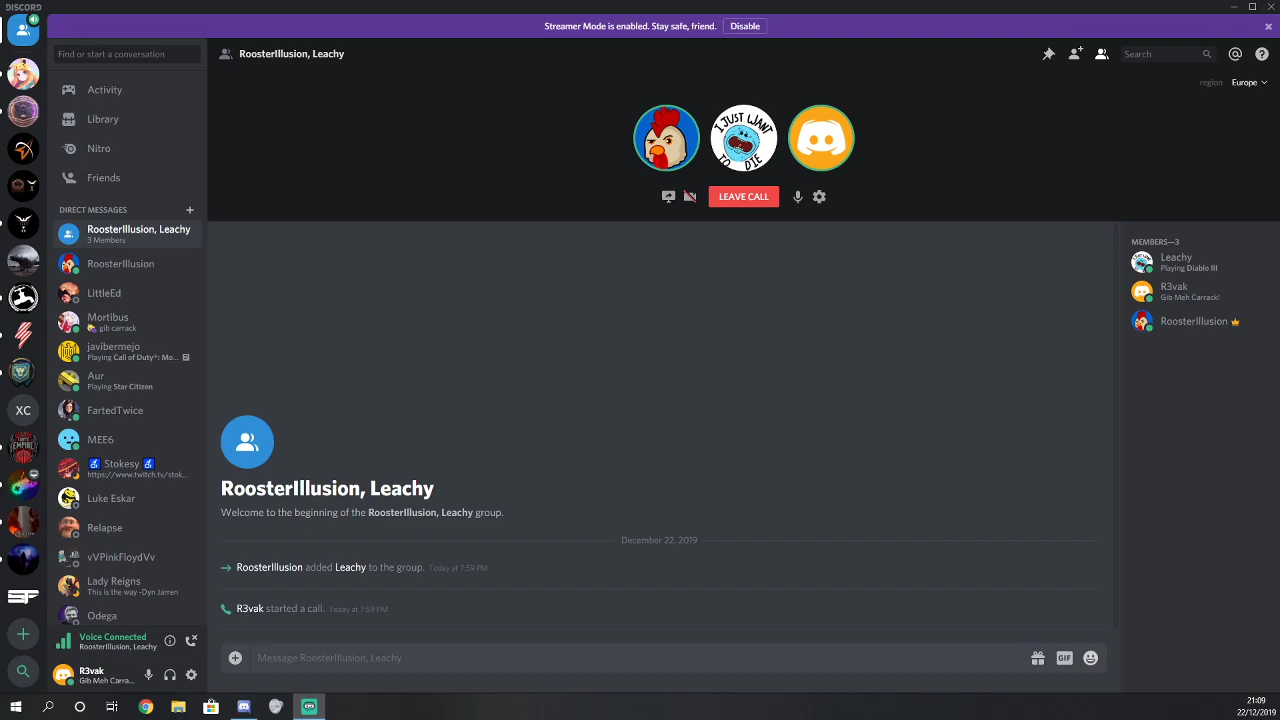 DISCORD
Streamer Mode is enabled. Stay safe, friend.
Disable
Find or start a conversation
RoosterIllusion, Leachy
Search
region
Europe
Activity
Library
Nitro
Friends
I JUST WANT
TO DIE
LEAVE CALL
DIRECT MESSAGES
RoosterIllusion, Leachy
3 Members
RoosterIllusion
LittleEd
Mortibus
gib carrack
javibermejo
Playing Call of Duty®: Mo...
Aur
Playing Star Citizen
FartedTwice
MEE6
Stokesy
https://www.twitch.tv/stok...
Luke Eskar
Relapse
vVPinkFloydVv
Lady Reigns
This is the way -Dyn Jarren
Odega
XC
MEMBERS—3
Leachy
Playing Diablo III
R3vak
Gib Meh Carrack!
RoosterIllusion
RoosterIllusion, Leachy
Welcome to the beginning of the RoosterIllusion, Leachy group.
December 22, 2019
RoosterIllusion added Leachy to the group. Today at 7:59 PM
R3vak started a call. Today at 7:59 PM
Voice Connected
RoosterIllusion, Leachy
Message RoosterIllusion, Leachy
GIF
R3vak
Gib Meh Carra...
21:09
22/12/2019